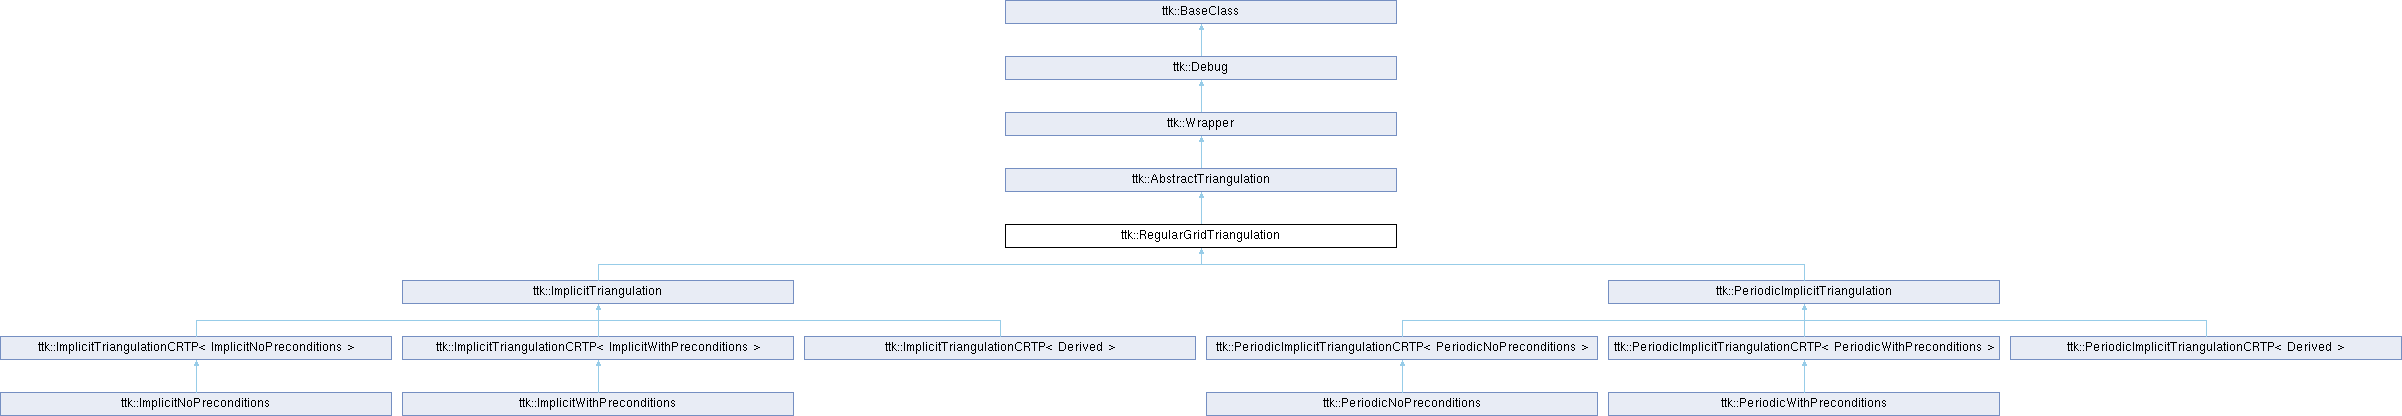 ttk::BaseClass
ttk::Debug
ttk::Wrapper
ttk::AbstractTriangulation
ttk::RegularGridTriangulation
ttk::ImplicitTriangulation
ttk::PeriodicImplicitTriangulation
ttk::ImplicitTriangulationCRTP< ImplicitNoPreconditions >
ttk::ImplicitTriangulationCRTP< ImplicitWithPreconditions >
ttk::ImplicitTriangulationCRTP< Derived >
ttk::PeriodicImplicitTriangulationCRTP< PeriodicNoPreconditions >
ttk::PeriodicImplicitTriangulationCRTP< PeriodicWithPreconditions >
ttk::PeriodicImplicitTriangulationCRTP< Derived >
ttk::ImplicitNoPreconditions
ttk::ImplicitWithPreconditions
ttk::PeriodicNoPreconditions
ttk::PeriodicWithPreconditions